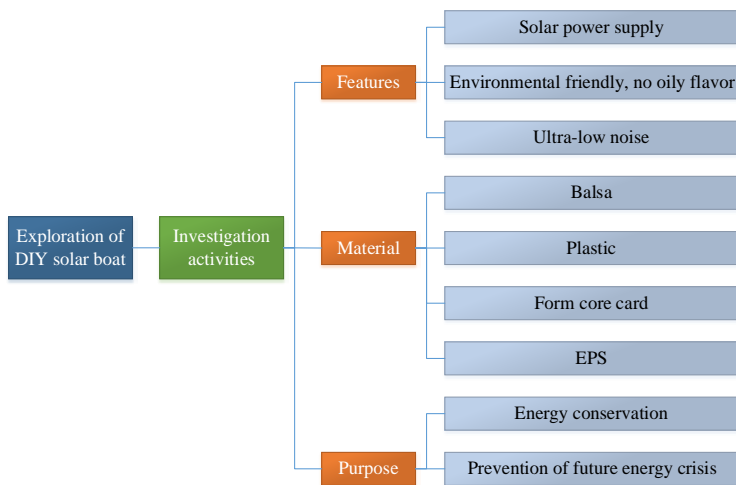 Exploration of
DIY solar boat
Investigation
activities
Features
Solar power supply
Environmental friendly, no oily flavor
Ultra-low noise
Material
Balsa
Plastic
Form core card
EPS
Purpose
Energy conservation
Prevention of future energy crisis